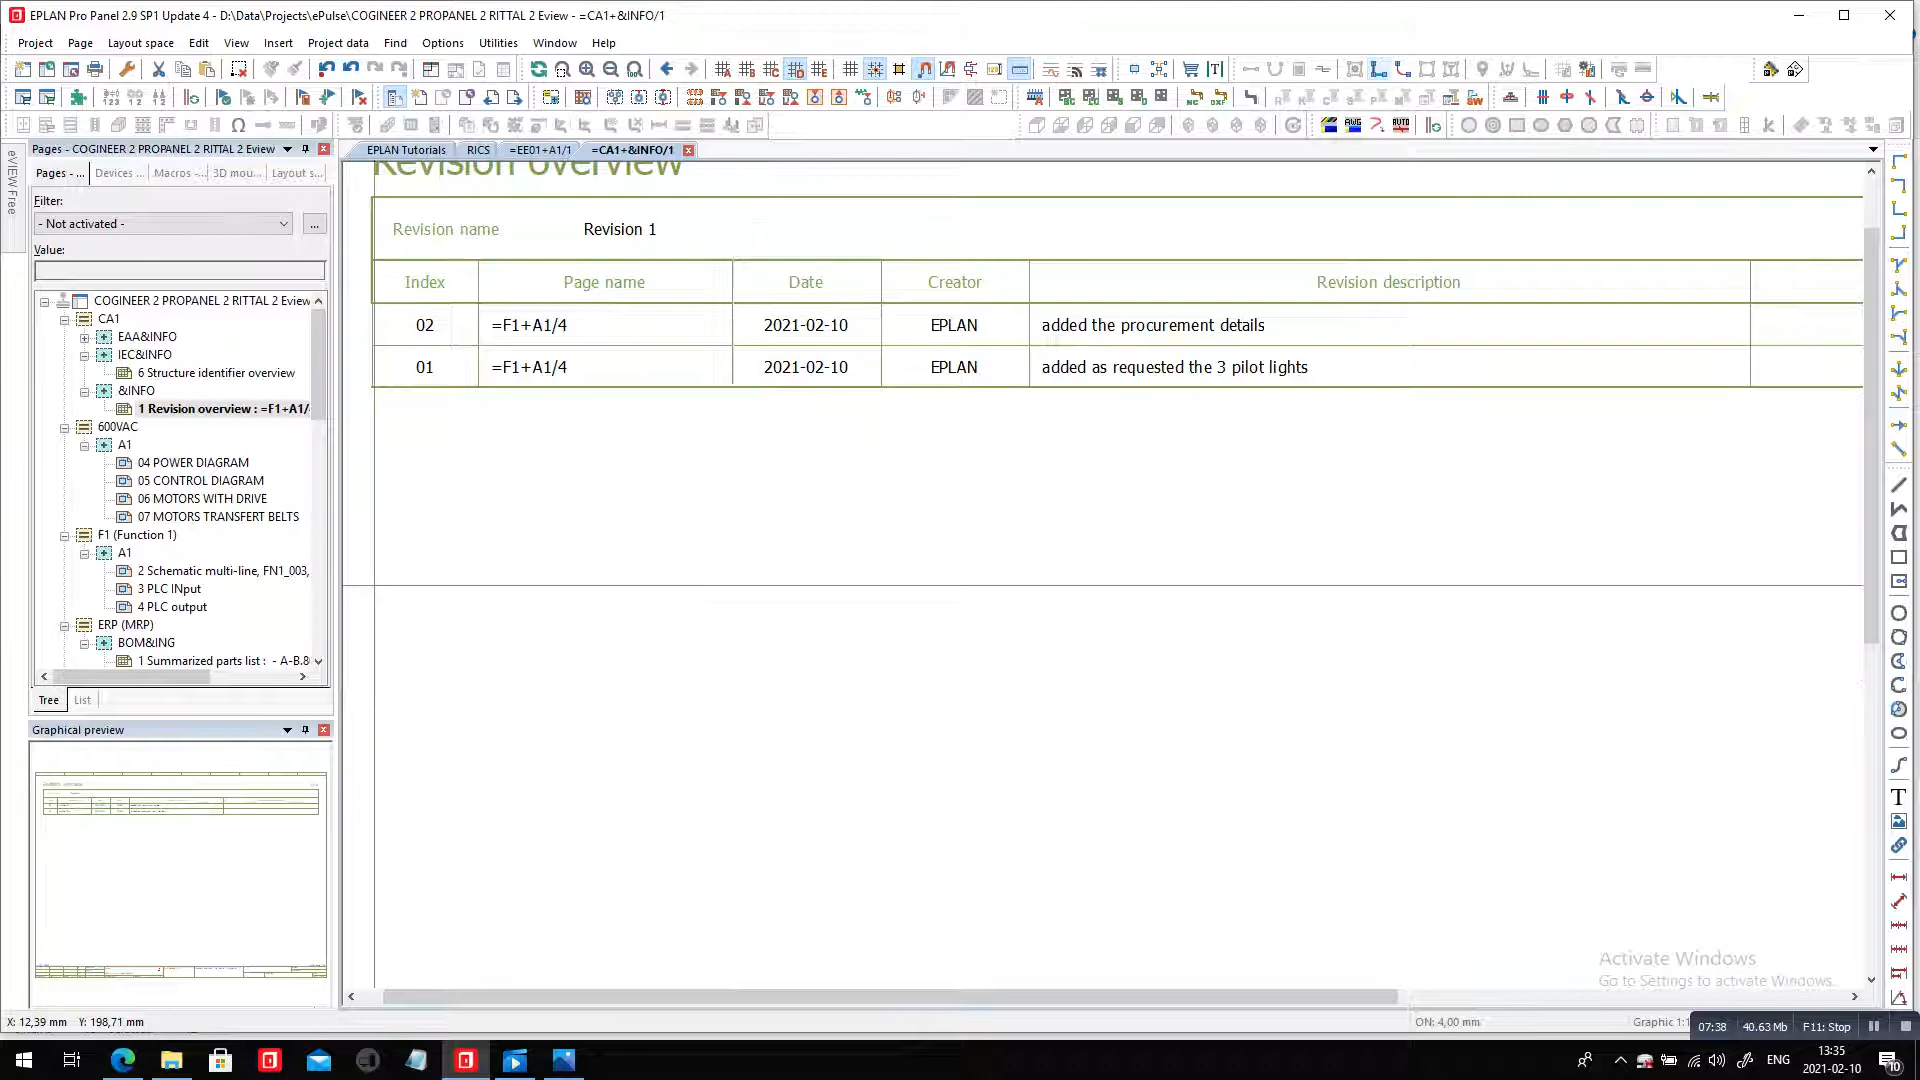 EPLAN Pro Panel 2.9 SP1 Update 4 - D:\Data\Projects\ePulse\COGINEER 2 PROPANEL 2 RITTAL 2 Eview - =CA1+&INFO/1
Project Page Layout space Edit View Insert Project data Find Options Utilities Window Help
Pages - COGINEER 2 PROPANEL 2 RITTAL 2 Eview
EPLAN Tutorials RICS =EE01+A1/1 =CA1+&INFO/1
eVIEW Free
Pages - ... Devices ... Macros -... 3D mou... Layout s...
Filter:
- Not activated -
...
Value:
COGINEER 2 PROPANEL 2 RITTAL 2 Eview
CA1
EAA&INFO
IEC&INFO
6 Structure identifier overview
&INFO
1 Revision overview : =F1+A1/
600VAC
A1
04 POWER DIAGRAM
05 CONTROL DIAGRAM
06 MOTORS WITH DRIVE
07 MOTORS TRANSFERT BELTS
F1 (Function 1)
A1
2 Schematic multi-line, FN1_003,
3 PLC INput
4 PLC output
ERP (MRP)
BOM&ING
1 Summarized parts list : - A-B.8
Tree List
Graphical preview
Revision overview
Revision name Revision 1
Index Page name Date Creator Revision description
02 =F1+A1/4 2021-02-10 EPLAN added the procurement details
01 =F1+A1/4 2021-02-10 EPLAN added as requested the 3 pilot lights
Activate Windows
Go to Settings to activate Windows.
X: 12,39 mm Y: 198,71 mm
ON: 4,00 mm
Graphic 1:1
07:38 40.63 Mb F11: Stop
ENG
13:35
2021-02-10
10